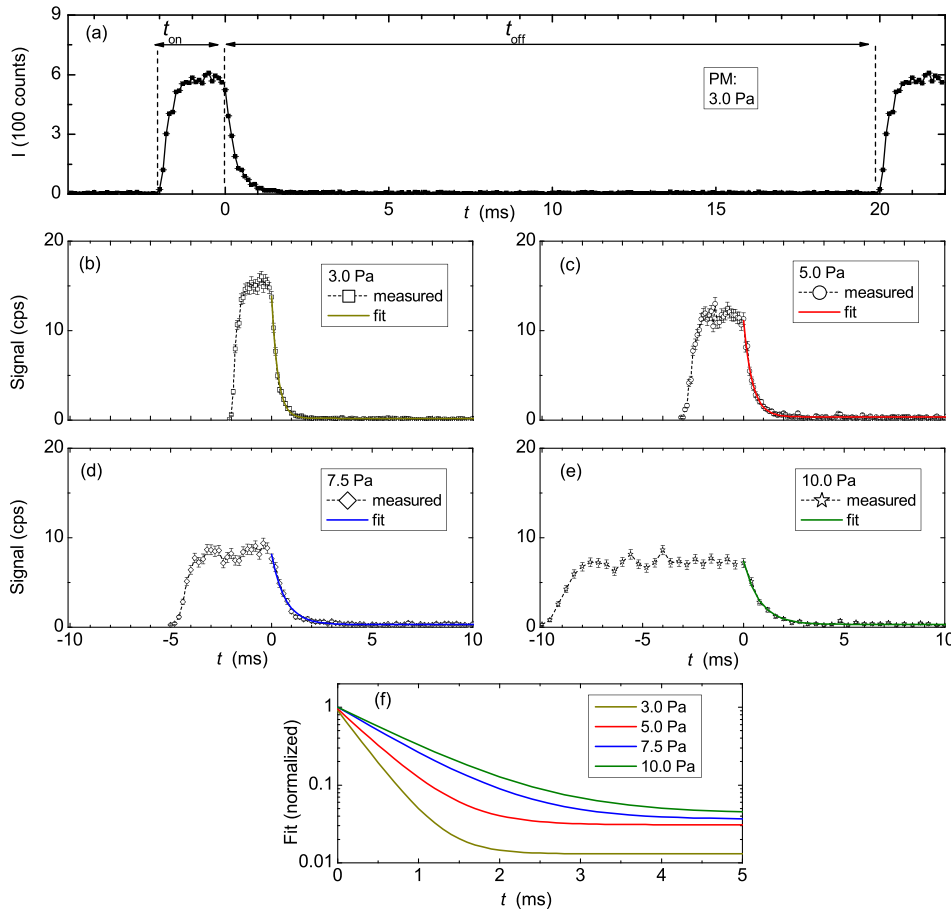 (a)
t_on
t_off
PM:
3.0 Pa
I (100 counts)
9
6
3
0
0
5
10
15
20
t (ms)
(b)
3.0 Pa
measured
fit
Signal (cps)
20
10
0
(c)
5.0 Pa
measured
fit
20
10
0
(d)
7.5 Pa
measured
fit
Signal (cps)
20
10
0
-10
-5
0
5
10
t (ms)
(e)
10.0 Pa
measured
fit
20
10
0
-10
-5
0
5
10
t (ms)
(f)
3.0 Pa
5.0 Pa
7.5 Pa
10.0 Pa
Fit (normalized)
1
0.1
0.01
0
1
2
3
4
5
t (ms)